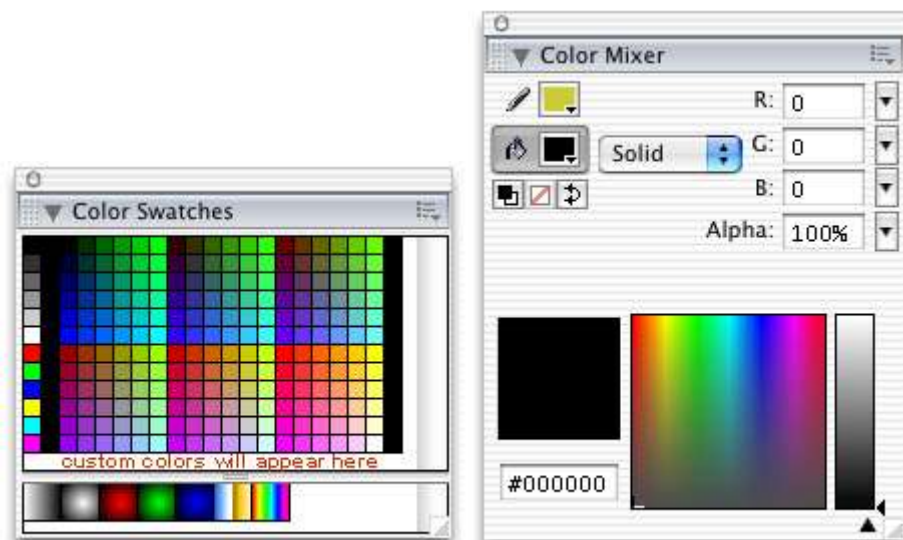 Color Swatches
custom colors will appear here
Color Mixer
R: 0
Solid
G: 0
B: 0
Alpha: 100%
#000000